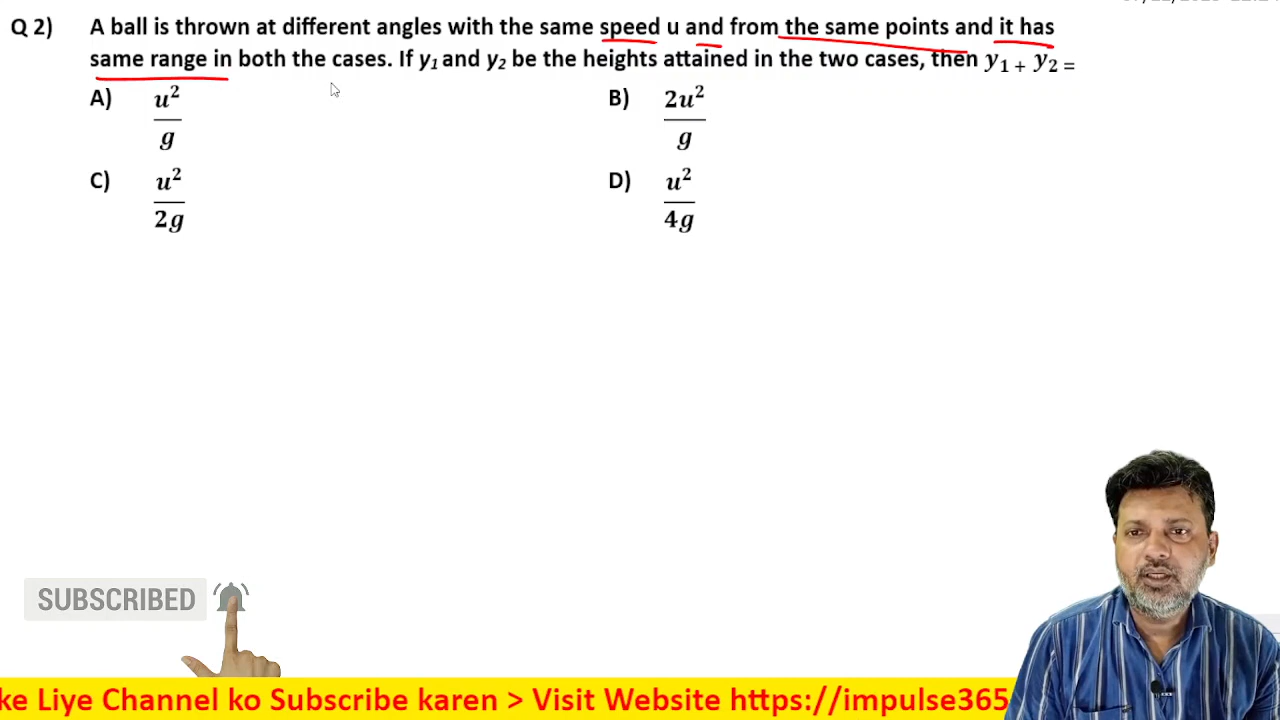 Q 2) A ball is thrown at different angles with the same speed u and from the same points and it has
same range in both the cases. If y₁ and y₂ be the heights attained in the two cases, then y₁ + y₂ =
A) u²/g B) 2u²/g
C) u²/2g D) u²/4g
SUBSCRIBED
ke Liye Channel ko Subscribe karen > Visit Website https://impulse365